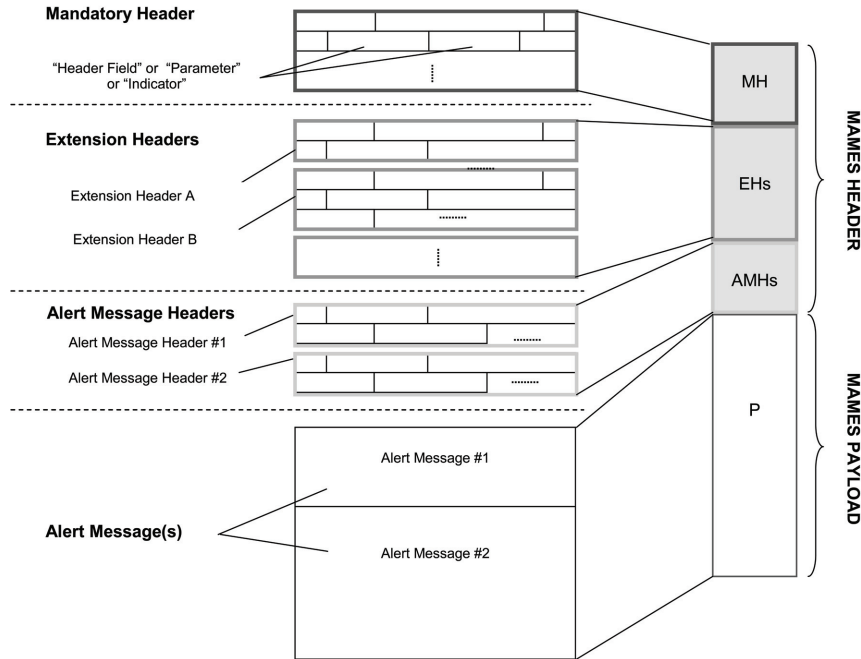 Mandatory Header
“Header Field” or “Parameter”
or “Indicator”
Extension Headers
Extension Header A
Extension Header B
Alert Message Headers
Alert Message Header #1
Alert Message Header #2
Alert Message(s)
Alert Message #1
Alert Message #2
MH
EHs
AMHs
P
MAMES HEADER
MAMES PAYLOAD